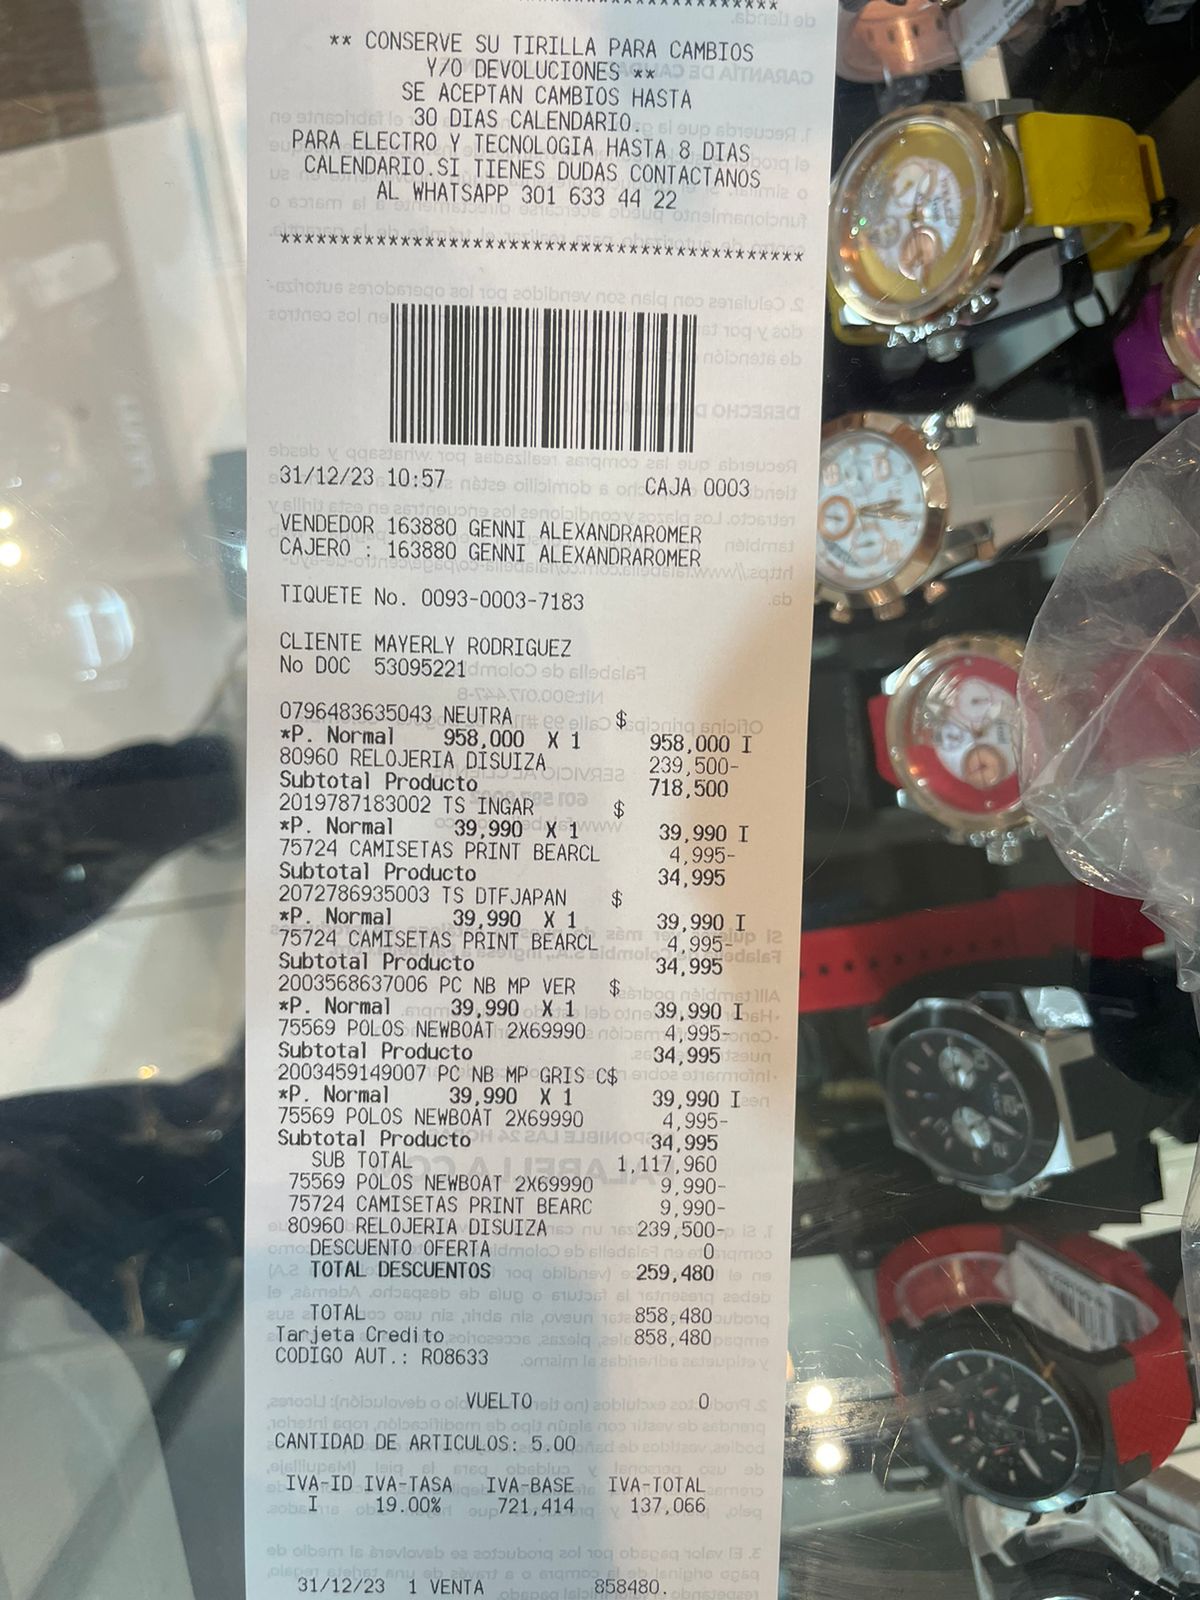 ** CONSERVE SU TIRILLA PARA CAMBIOS
Y/O DEVOLUCIONES **
SE ACEPTAN CAMBIOS HASTA
30 DIAS CALENDARIO.
PARA ELECTRO Y TECNOLOGIA HASTA 8 DIAS
CALENDARIO.SI TIENES DUDAS CONTACTANOS
AL WHATSAPP 301 633 44 22
********************************************
31/12/23 10:57 CAJA 0003
VENDEDOR 163880 GENNI ALEXANDRAROMER
CAJERO : 163880 GENNI ALEXANDRAROMER
TIQUETE No. 0093-0003-7183
CLIENTE MAYERLY RODRIGUEZ
No DOC 53095221
0796483635043 NEUTRA $
*P. Normal 958,000 X 1 958,000 I
80960 RELOJERIA DISUIZA 239,500-
Subtotal Producto 718,500
2019787183002 TS INGAR $
*P. Normal 39,990 X 1 39,990 I
75724 CAMISETAS PRINT BEARCL 4,995-
Subtotal Producto 34,995
2072786935003 TS DTFJAPAN $
*P. Normal 39,990 X 1 39,990 I
75724 CAMISETAS PRINT BEARCL 4,995-
Subtotal Producto 34,995
2003568637006 PC NB MP VER $
*P. Normal 39,990 X 1 39,990 I
75569 POLOS NEWBOAT 2X69990 4,995-
Subtotal Producto 34,995
2003459149007 PC NB MP GRIS C$
*P. Normal 39,990 X 1 39,990 I
75569 POLOS NEWBOAT 2X69990 4,995-
Subtotal Producto 34,995
SUB TOTAL 1,117,960
75569 POLOS NEWBOAT 2X69990 9,990-
75724 CAMISETAS PRINT BEARC 9,990-
80960 RELOJERIA DISUIZA 239,500-
DESCUENTO OFERTA 0
TOTAL DESCUENTOS 259,480
TOTAL 858,480
Tarjeta Credito 858,480
CODIGO AUT.: R08633
VUELTO 0
CANTIDAD DE ARTICULOS: 5.00
IVA-ID IVA-TASA IVA-BASE IVA-TOTAL
I 19.00% 721,414 137,066
31/12/23 1 VENTA 858480.